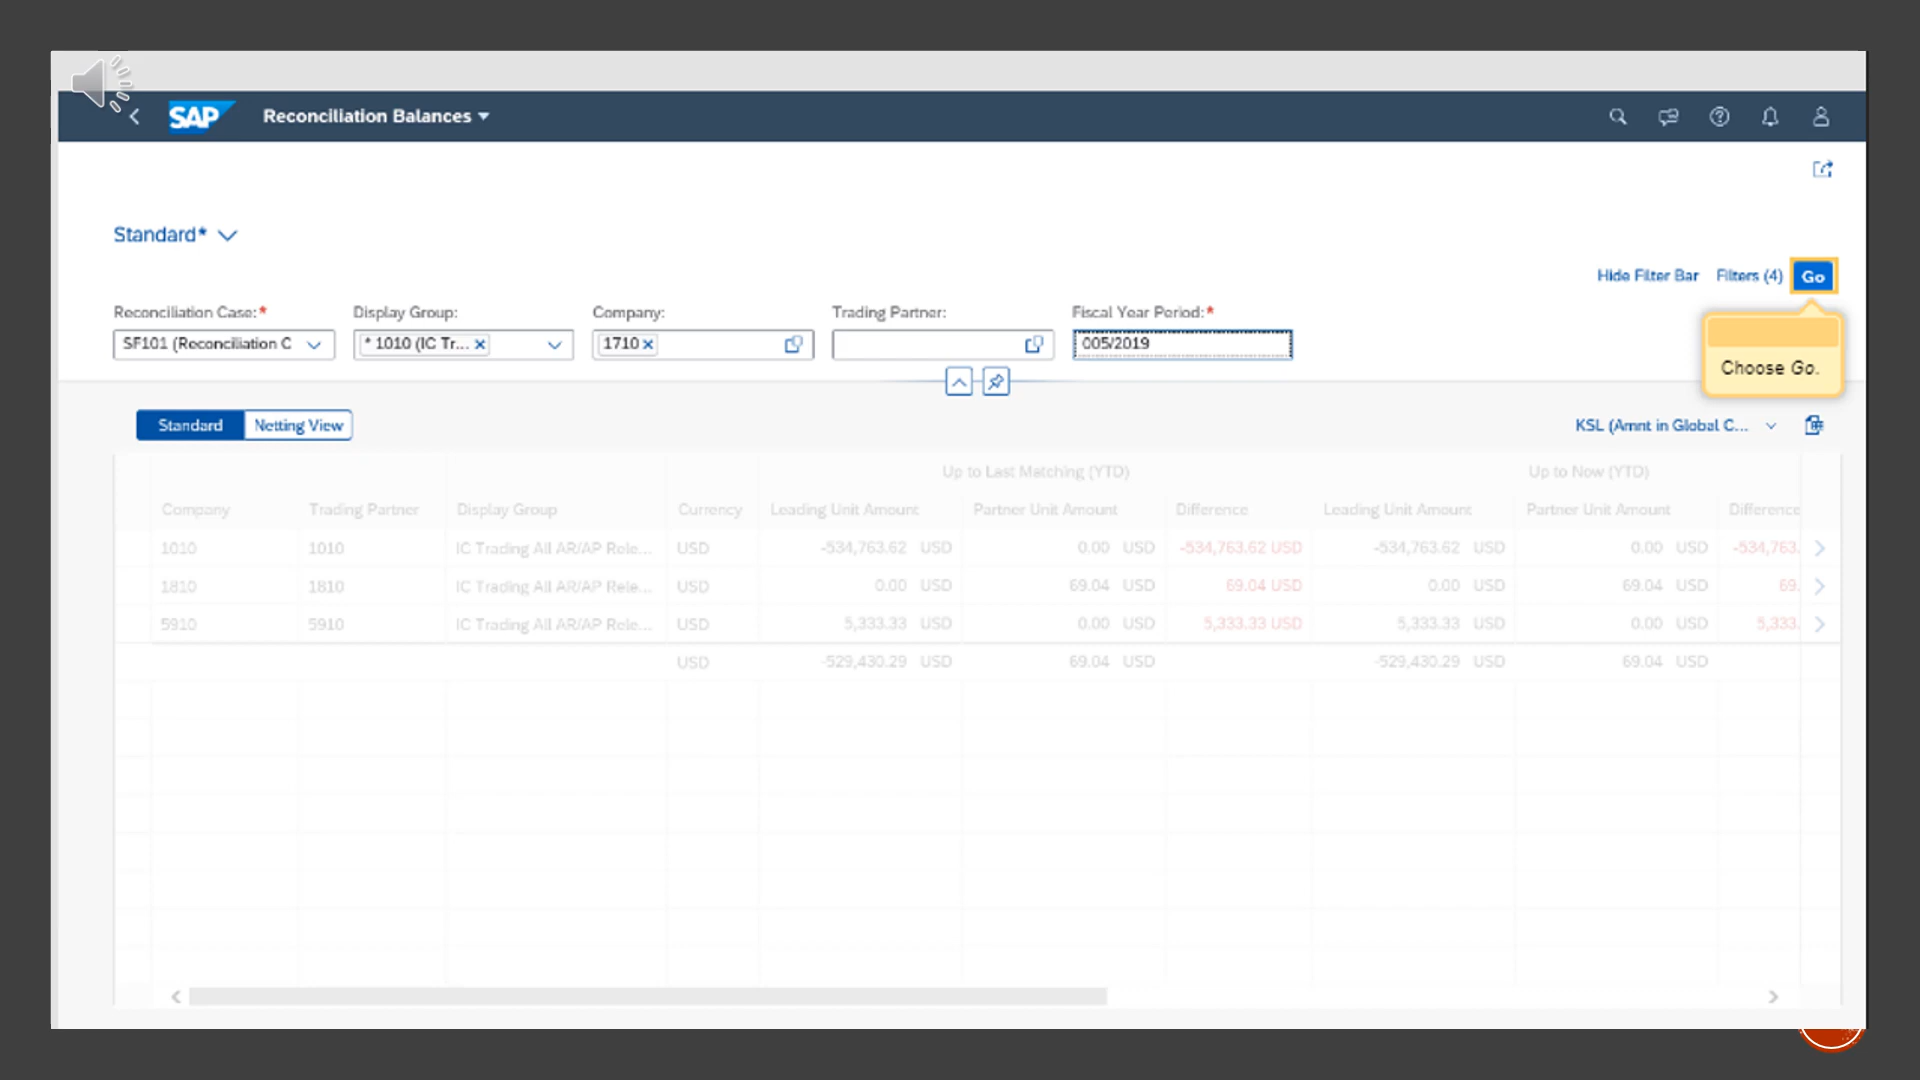 SAP Reconciliation Balances
Standard*
Hide Filter Bar Filters (4) Go
Reconciliation Case:* Display Group: Company: Trading Partner: Fiscal Year Period:*
SF101 (Reconciliation C * 1010 (IC Tr... 1710 005/2019
Choose Go.
Standard Netting View KSL (Amnt in Global C...
Up to Last Matching (YTD) Up to Now (YTD)
Company Trading Partner Display Group Currency Leading Unit Amount Partner Unit Amount Difference Leading Unit Amount Partner Unit Amount Difference
1010 1010 IC Trading All AR/AP Rele... USD -534,763.62 USD 0.00 USD -534,763.62 USD -534,763.62 USD 0.00 USD -534,763.
1810 1810 IC Trading All AR/AP Rele... USD 0.00 USD 69.04 USD 69.04 USD 0.00 USD 69.04 USD 69.
5910 5910 IC Trading All AR/AP Rele... USD 5,333.33 USD 0.00 USD 5,333.33 USD 5,333.33 USD 0.00 USD 5,333.
USD -529,430.29 USD 69.04 USD -529,430.29 USD 69.04 USD